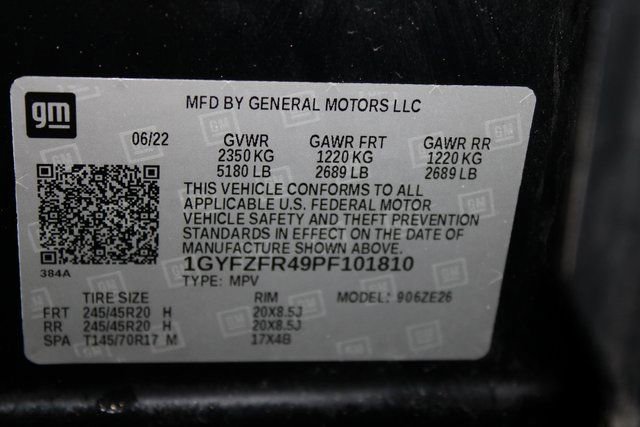 gm
MFD BY GENERAL MOTORS LLC
06/22 GVWR GAWR FRT GAWR RR
2350 KG 1220 KG 1220 KG
5180 LB 2689 LB 2689 LB
THIS VEHICLE CONFORMS TO ALL
APPLICABLE U.S. FEDERAL MOTOR
VEHICLE SAFETY AND THEFT PREVENTION
STANDARDS IN EFFECT ON THE DATE OF
MANUFACTURE SHOWN ABOVE.
384A
1GYFZFR49PF101810
TYPE: MPV
TIRE SIZE RIM MODEL: 906ZE26
FRT 245/45R20 H 20X8.5J
RR 245/45R20 H 20X8.5J
SPA T145/70R17 M 17X4B